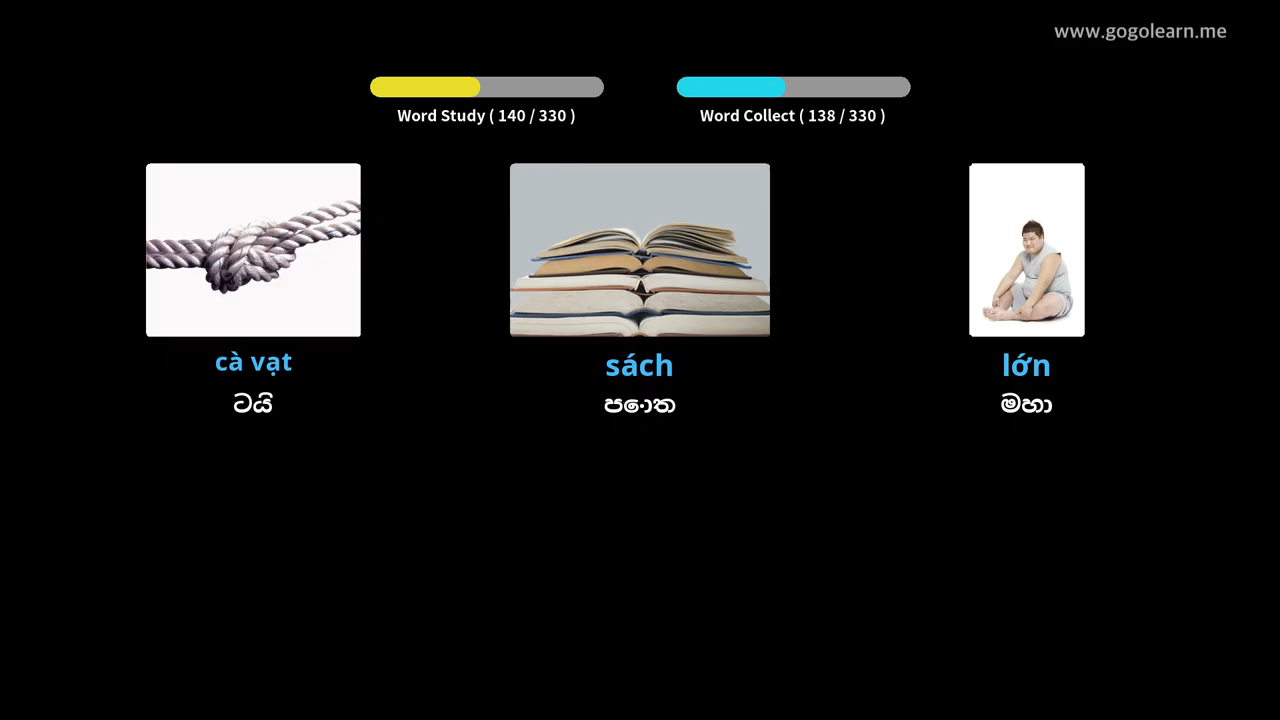 www.gogolearn.me
Word Study ( 140 / 330 )
Word Collect ( 138 / 330 )
cà vạt
sách
lớn
ටයි
පොත
මහා